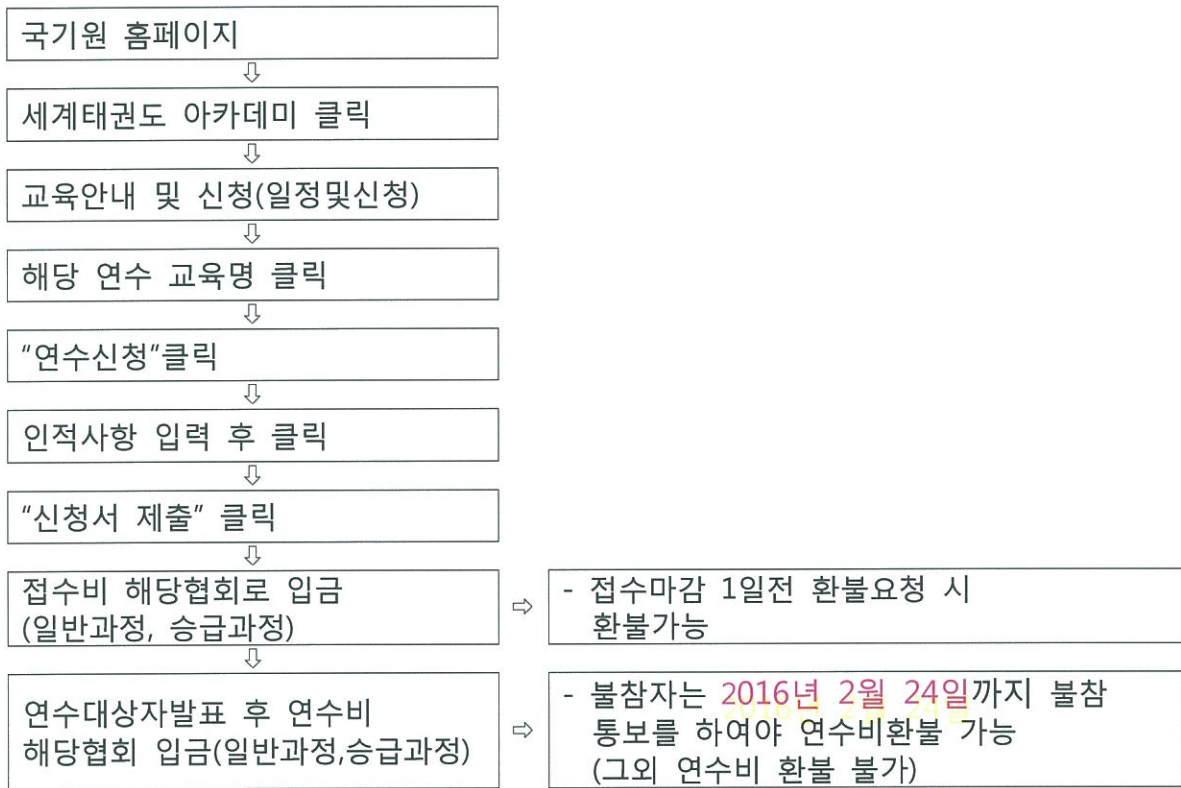 국기원 홈페이지
⇩
세계태권도 아카데미 클릭
⇩
교육안내 및 신청(일정및신청)
⇩
해당 연수 교육명 클릭
⇩
"연수신청"클릭
⇩
인적사항 입력 후 클릭
⇩
"신청서 제출" 클릭
⇩
접수비 해당협회로 입금
(일반과정, 승급과정)
⇨
- 접수마감 1일전 환불요청 시
환불가능
⇩
연수대상자발표 후 연수비
해당협회 입금(일반과정,승급과정)
⇨
- 불참자는 2016년 2월 24일까지 불참
통보를 하여야 연수비환불 가능
(그외 연수비 환불 불가)